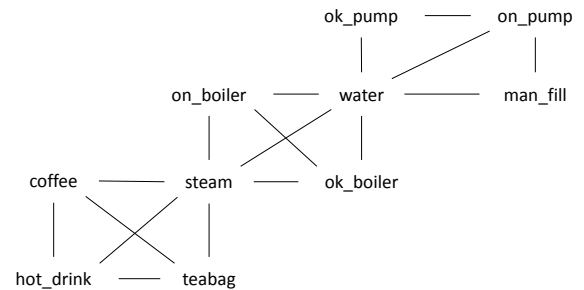 ok_pump on_pump
on_boiler water man_fill
coffee steam ok_boiler
hot_drink teabag